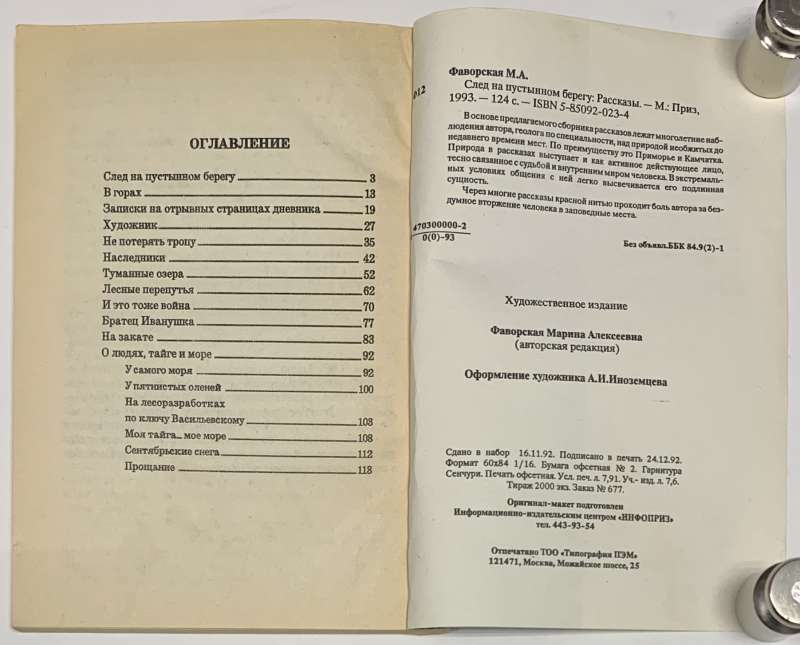 ОГЛАВЛЕНИЕ
След на пустынном берегу 3
В горах 13
Записки на отрывных страницах дневника 19
Художник 27
Не потерять тропу 35
Наследники 42
Туманные озера 52
Лесные перепутья 62
И это тоже война 70
Братец Иванушка 77
На закате 83
О людях, тайге и море 92
У самого моря 92
У пятнистых оленей 100
На лесоразработках
по ключу Васильевскому 103
Моя тайга... мое море 108
Сентябрьские снега 112
Прощание 118
012
Фаворская М.А.
След на пустынном берегу: Рассказы. — М.: Приз,
1993. — 124 с. — ISBN 5-85092-023-4
В основе предлагаемого сборника рассказов лежат многолетние наб-
людения автора, геолога по специальности, над природой необжитых до
недавнего времени мест. По преимуществу это Приморье и Камчатка.
Природа в рассказах выступает и как активное действующее лицо,
тесно связанное с судьбой и внутренним миром человека. В экстремаль-
ных условиях общения с ней легко высвечивается его подлинная
сущность.
Через многие рассказы красной нитью проходит боль автора за без-
думное вторжение человека в заповедные места.
470300000-2
0(0)-93
Без объявл.ББК 84.9(2)-1
Художественное издание
Фаворская Марина Алексеевна
(авторская редакция)
Оформление художника А.И.Иноземцева
Сдано в набор 16.11.92. Подписано в печать 24.12.92.
Формат 60х84 1/16. Бумага офсетная № 2. Гарнитура
Сенчури. Печать офсетная. Усл. печ. л. 7,91. Уч.- изд. л. 7,6.
Тираж 2000 экз. Заказ № 677.
Оригинал-макет подготовлен
Информационно-издательским центром «ИНФОПРИЗ»
тел. 443-93-54
Отпечатано ТОО «Типография ПЭМ»
121471, Москва, Можайское шоссе, 25